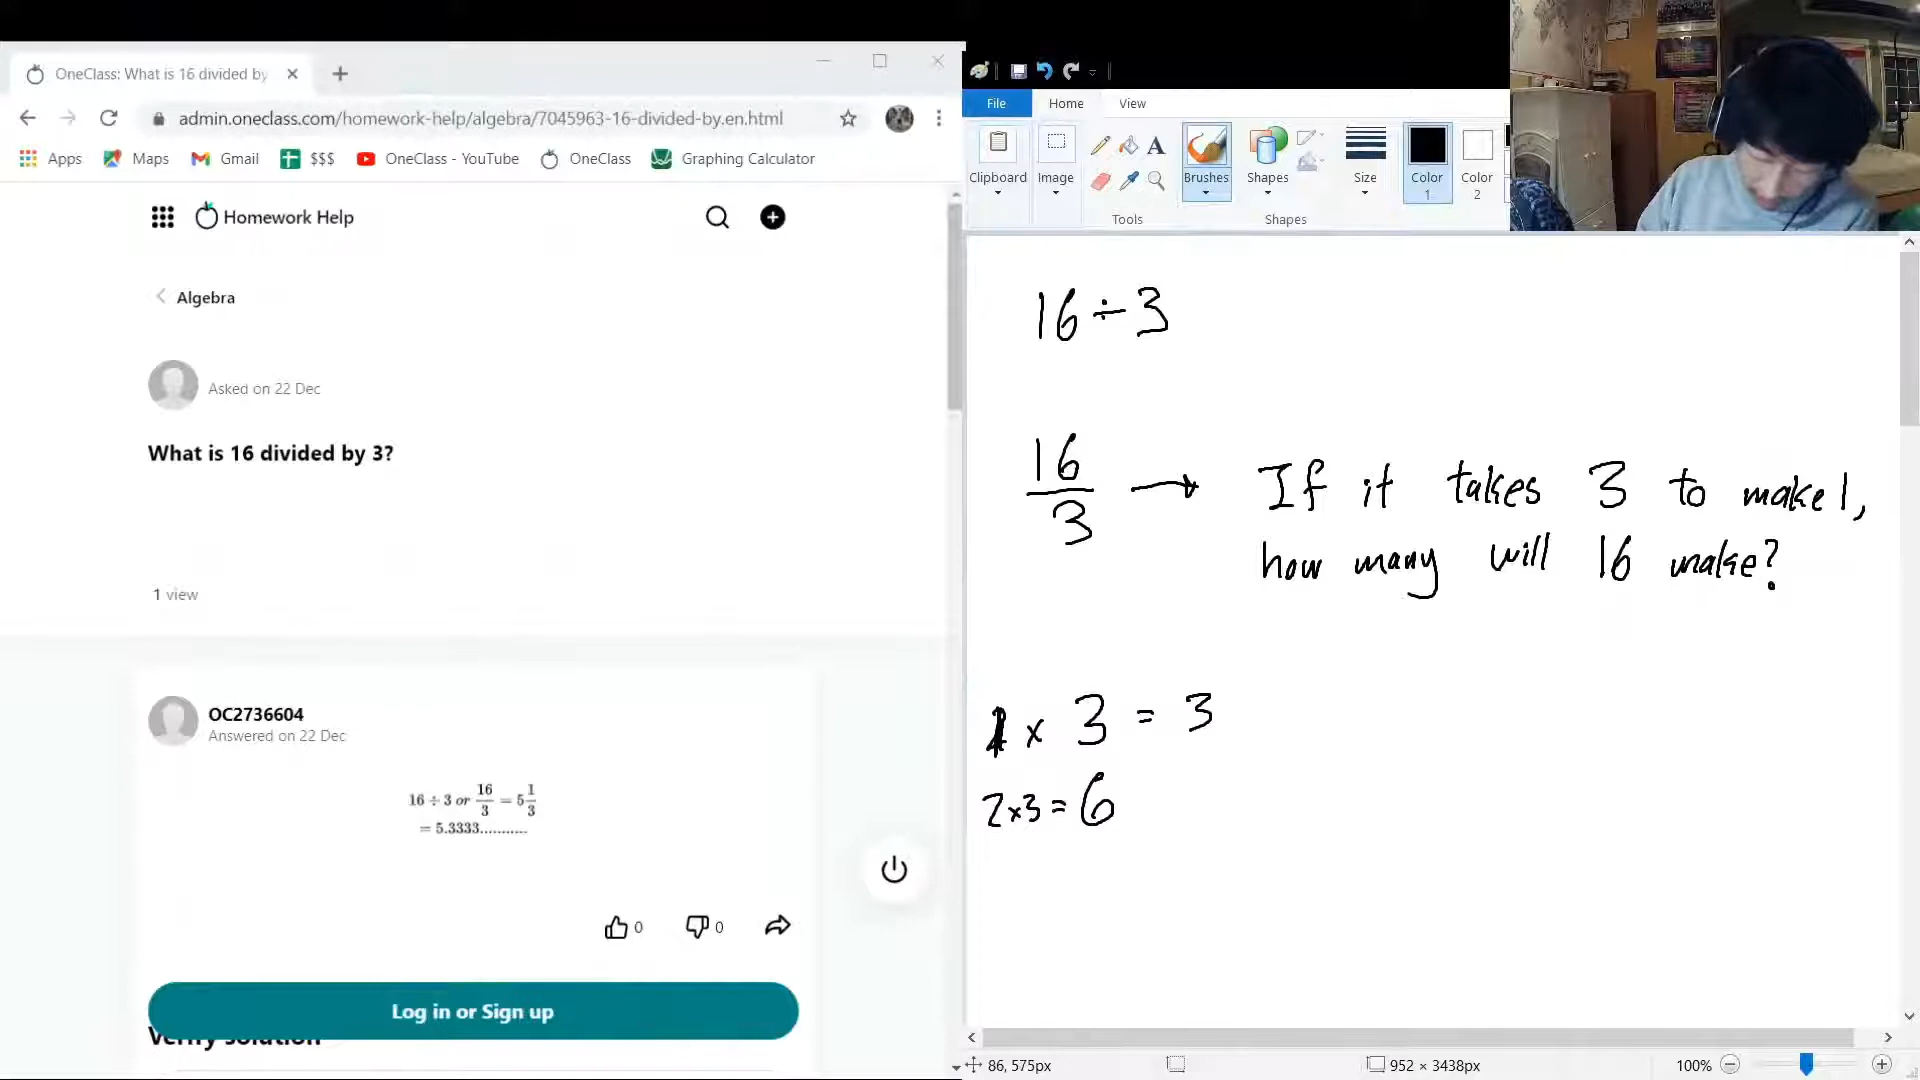 OneClass: What is 16 divided by
admin.oneclass.com/homework-help/algebra/7045963-16-divided-by.en.html
Apps Maps Gmail $$$ OneClass - YouTube OneClass Graphing Calculator
Homework Help
Algebra
Asked on 22 Dec
What is 16 divided by 3?
1 view
OC2736604
Answered on 22 Dec
16 ÷ 3 or 16/3 = 5 1/3
= 5.3333...........
0 0
Log in or Sign up
Verify solution
File Home View
Clipboard Image Brushes Shapes Size Color 1 Color 2
Tools Shapes
16 ÷ 3
16/3 → If it takes 3 to make 1,
how many will 16 make?
1 x 3 = 3
2x3 = 6
86, 575px 952 × 3438px 100%